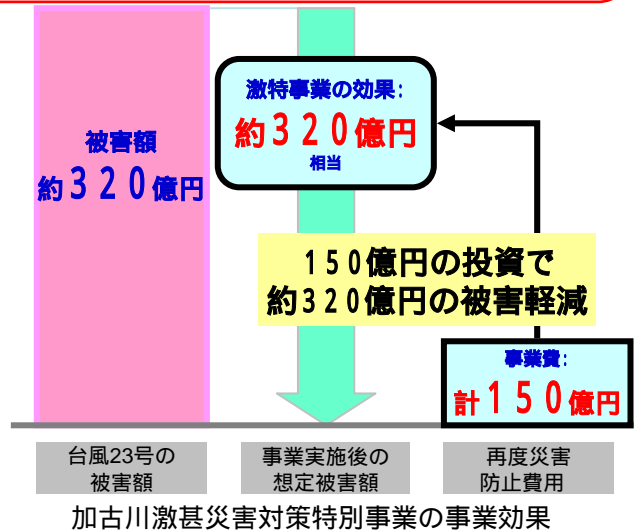 被害額
約３２０億円
激特事業の効果：
約３２０億円
相当
１５０億円の投資で
約３２０億円の被害軽減
事業費：
計１５０億円
台風23号の
被害額
事業実施後の
想定被害額
再度災害
防止費用
加古川激甚災害対策特別事業の事業効果